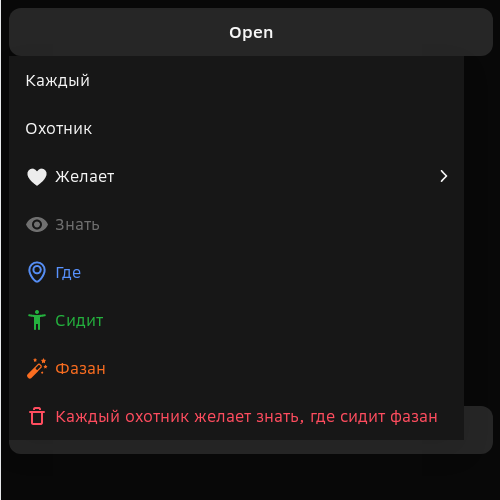 Open
Каждый
Охотник
Желает
Знать
Где
Сидит
Фазан
Каждый охотник желает знать, где сидит фазан